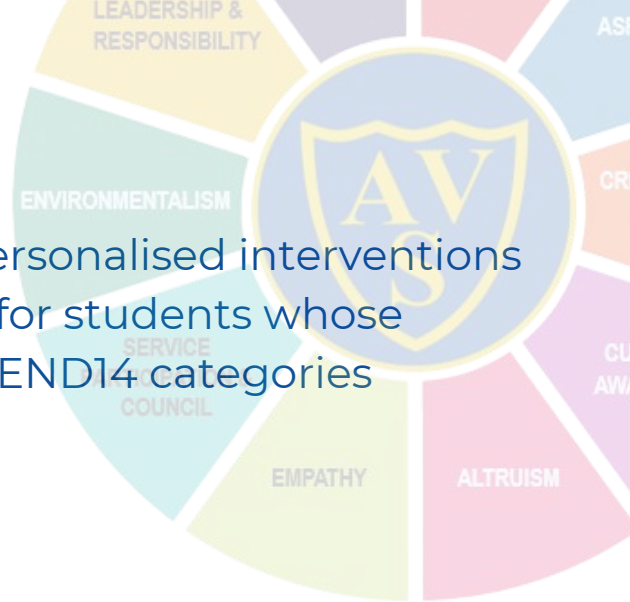 LEADERSHIP &
RESPONSIBILITY
ENVIRONMENTALISM
AV
S
ersonalised interventions
for students whose
END14 categories
SERVICE
COUNCIL
EMPATHY
ALTRUISM